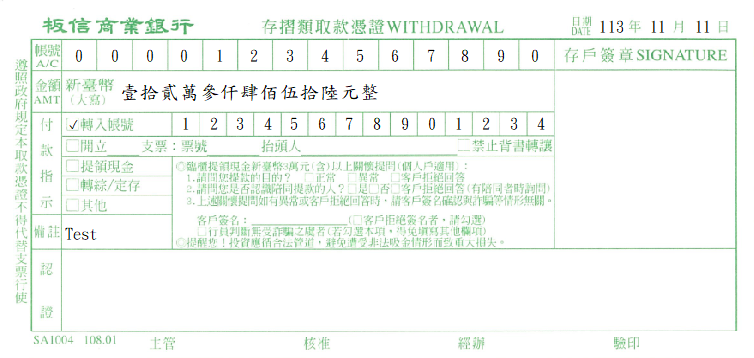 板信商業銀行 存摺類取款憑證WITHDRAWAL 日期 DATE 113 年 11 月 11 日
帳號 A/C 0 0 0 0 1 2 3 4 5 6 7 8 9 0 存戶簽章SIGNATURE
金額 AMT 新臺幣(大寫) 壹拾貳萬參仟肆佰伍拾陸元整
付款指示
☑轉入帳號 1 2 3 4 5 6 7 8 9 0 1 2 3 4
□開立 □支票:票號 抬頭人 □禁止背書轉讓
□提領現金
□轉綜/定存
□其他
◎臨櫃提領現金新臺幣3萬元(含)以上關懷提問(個人戶適用):
1.請問您提款的目的? □正常 □異常 □客戶拒絕回答
2.請問您是否認識陪同提款的人?□是□否□客戶拒絕回答(有陪同者時詢問)
3.上述關懷提問如有異常或客戶拒絕回答時,請客戶簽名確認與詐騙等情形無關。
客戶簽名: (□客戶拒絕簽名者,請勾選)
□行員判斷無受詐騙之虞者(若勾選本項,得免填寫其他欄項)
◎提醒您!投資應循合法管道,避免遭受非法吸金情形而致重大損失。
備註 Test
認證
遵照政府規定本取款憑證不得代替支票行使
SA1004 108.01 主管 核准 經辦 驗印